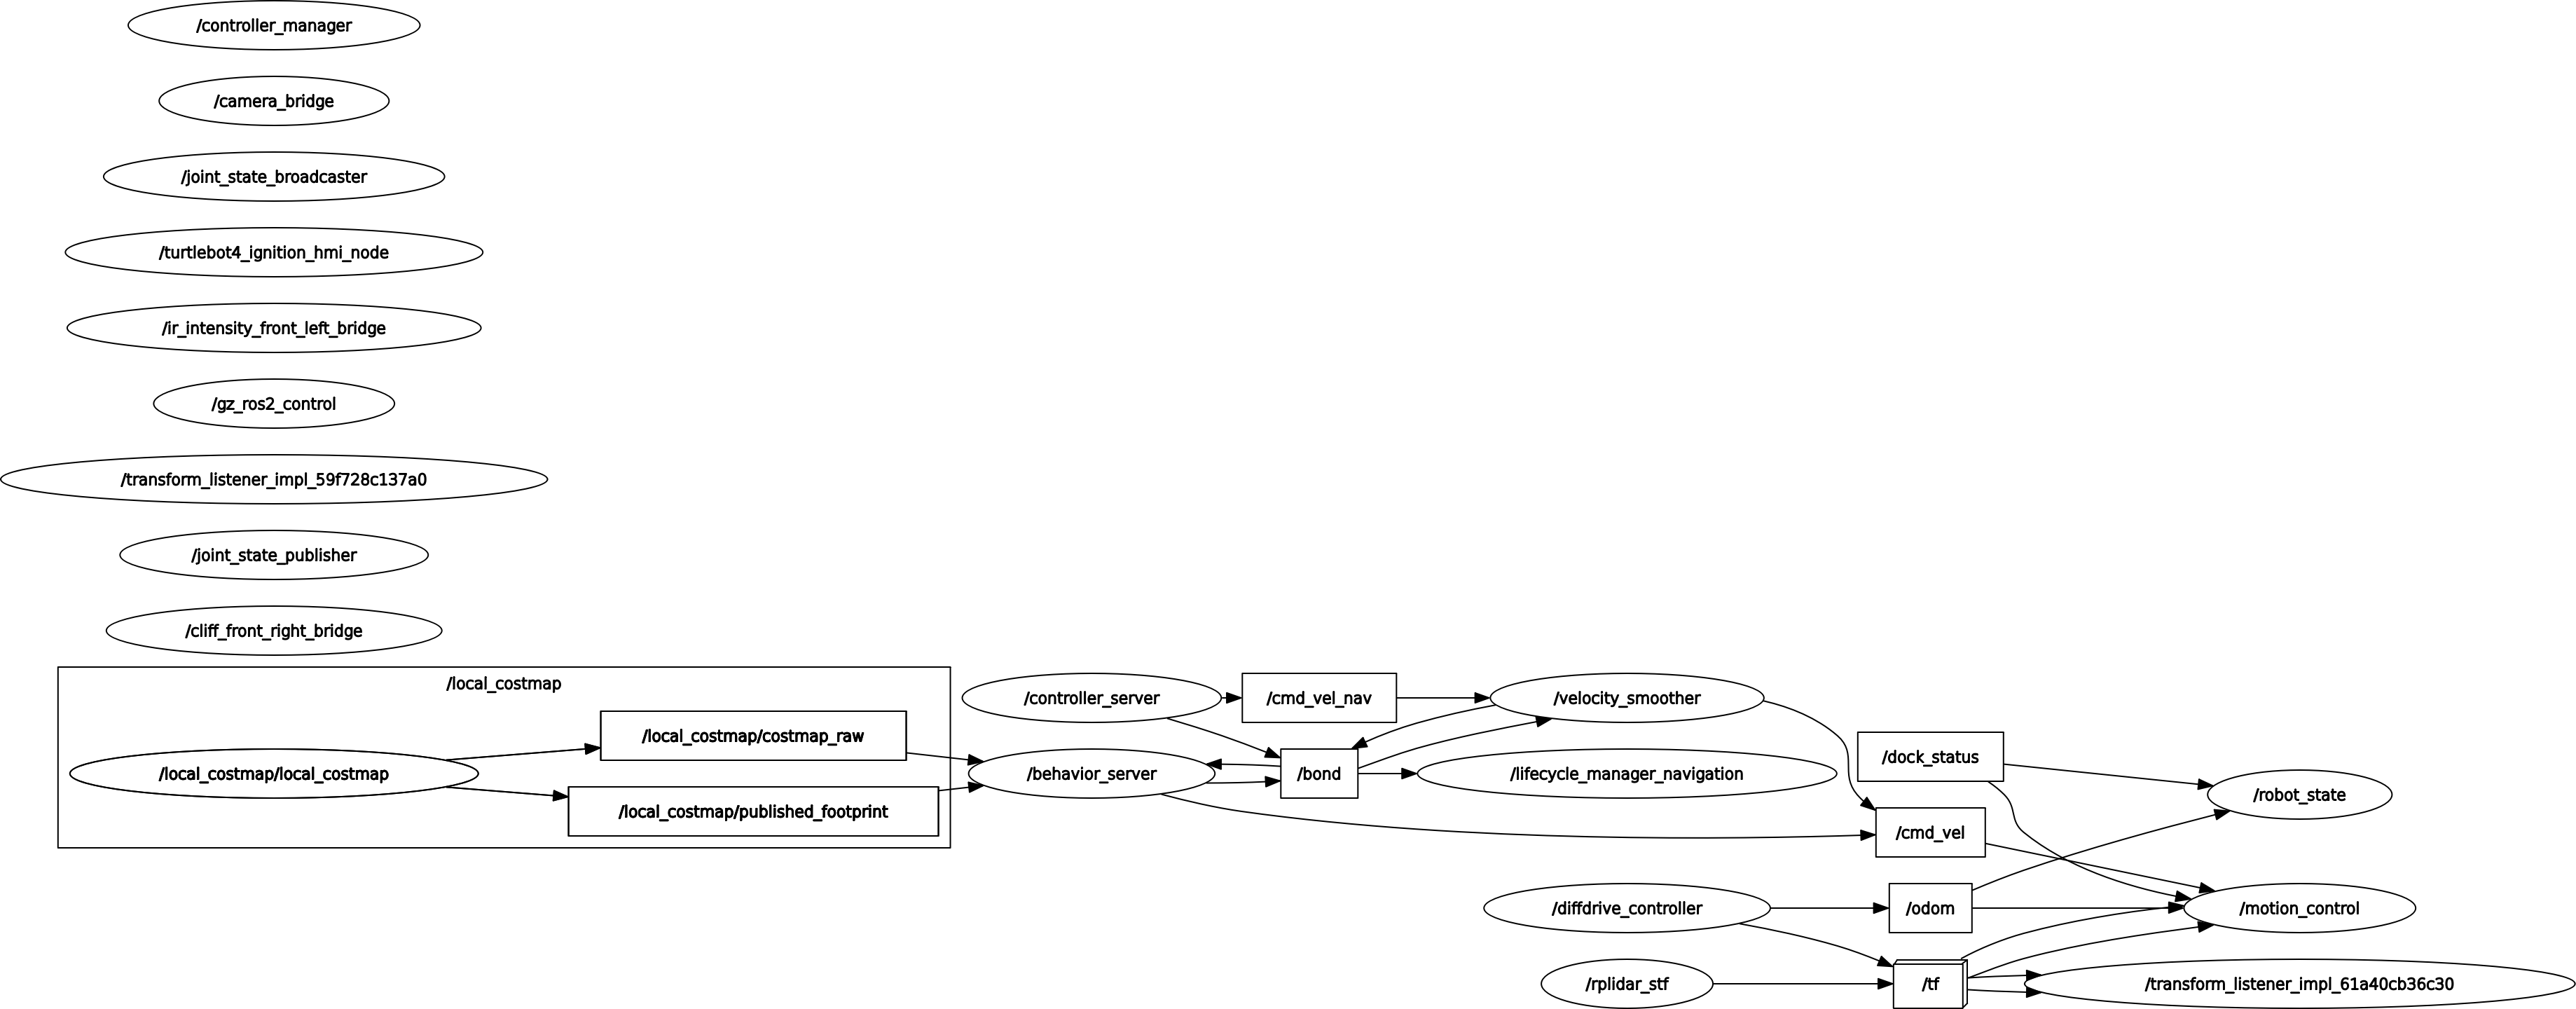 /controller_manager
/camera_bridge
/joint_state_broadcaster
/turtlebot4_ignition_hmi_node
/ir_intensity_front_left_bridge
/gz_ros2_control
/transform_listener_impl_59f728c137a0
/joint_state_publisher
/cliff_front_right_bridge
/local_costmap
/local_costmap/local_costmap
/local_costmap/costmap_raw
/local_costmap/published_footprint
/controller_server
/behavior_server
/cmd_vel_nav
/bond
/velocity_smoother
/lifecycle_manager_navigation
/diffdrive_controller
/rplidar_stf
/dock_status
/cmd_vel
/odom
/tf
/robot_state
/motion_control
/transform_listener_impl_61a40cb36c30